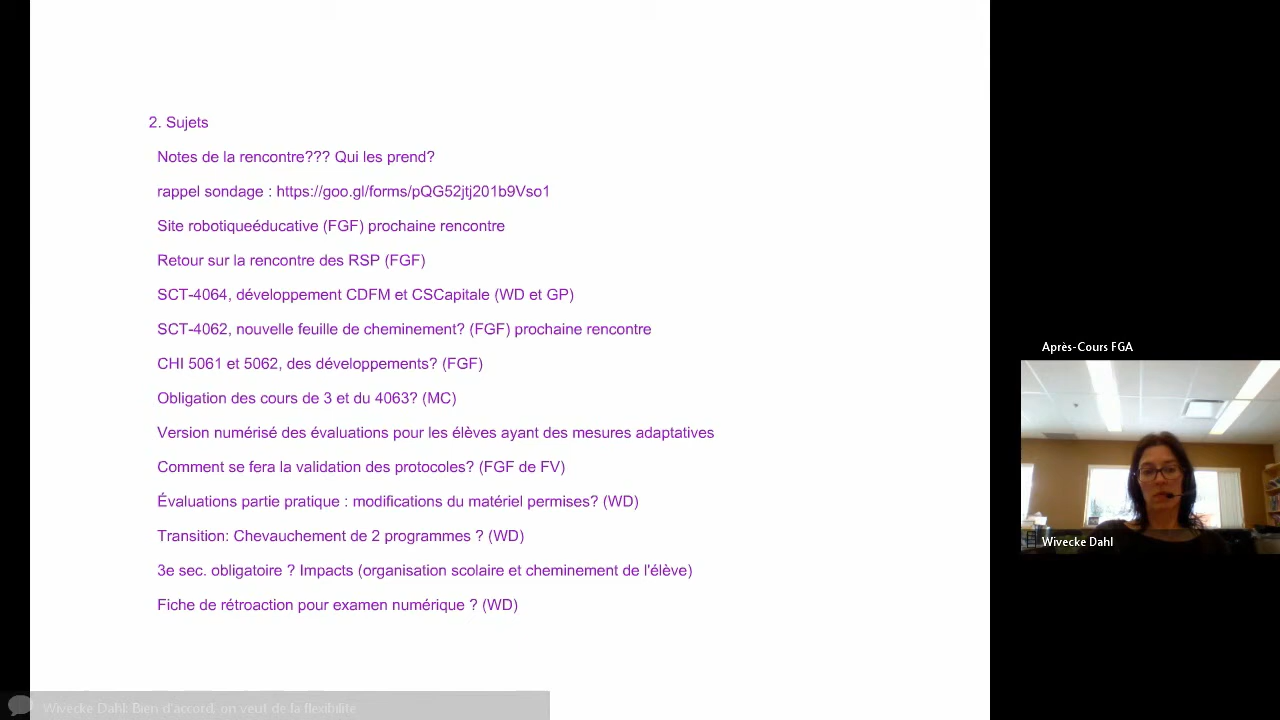 2. Sujets
Notes de la rencontre??? Qui les prend?
rappel sondage : https://goo.gl/forms/pQG52jtj201b9Vso1
Site robotiqueéducative (FGF) prochaine rencontre
Retour sur la rencontre des RSP (FGF)
SCT-4064, développement CDFM et CSCapitale (WD et GP)
SCT-4062, nouvelle feuille de cheminement? (FGF) prochaine rencontre
CHI 5061 et 5062, des développements? (FGF)
Obligation des cours de 3 et du 4063? (MC)
Version numérisé des évaluations pour les élèves ayant des mesures adaptatives
Comment se fera la validation des protocoles? (FGF de FV)
Évaluations partie pratique : modifications du matériel permises? (WD)
Transition: Chevauchement de 2 programmes ? (WD)
3e sec. obligatoire ? Impacts (organisation scolaire et cheminement de l'élève)
Fiche de rétroaction pour examen numérique ? (WD)
Après-Cours FGA
Wivecke Dahl
Wivecke Dahl: Bien d'accord, on veut de la flexibilité